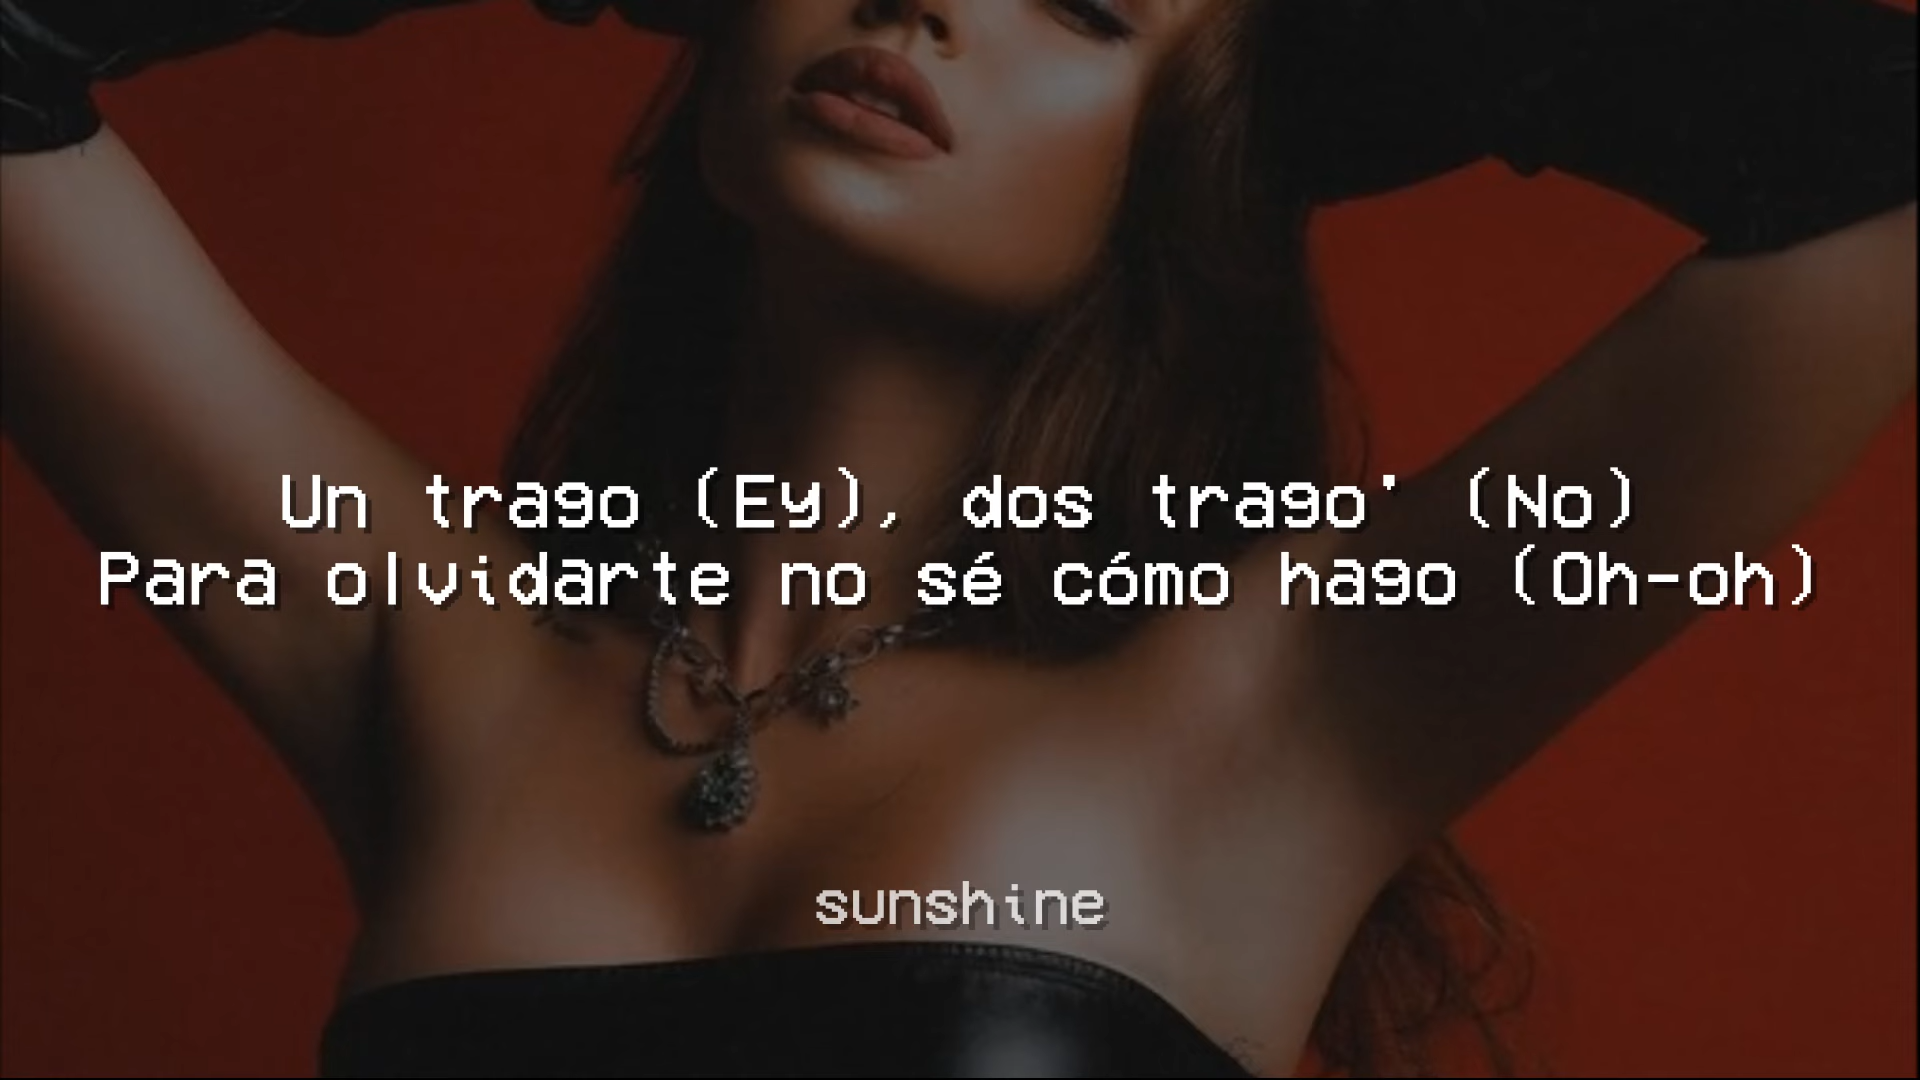 Un trago (Ey), dos trago' (No)
Para olvidarte no sé cómo hago (Oh-oh)
sunshine